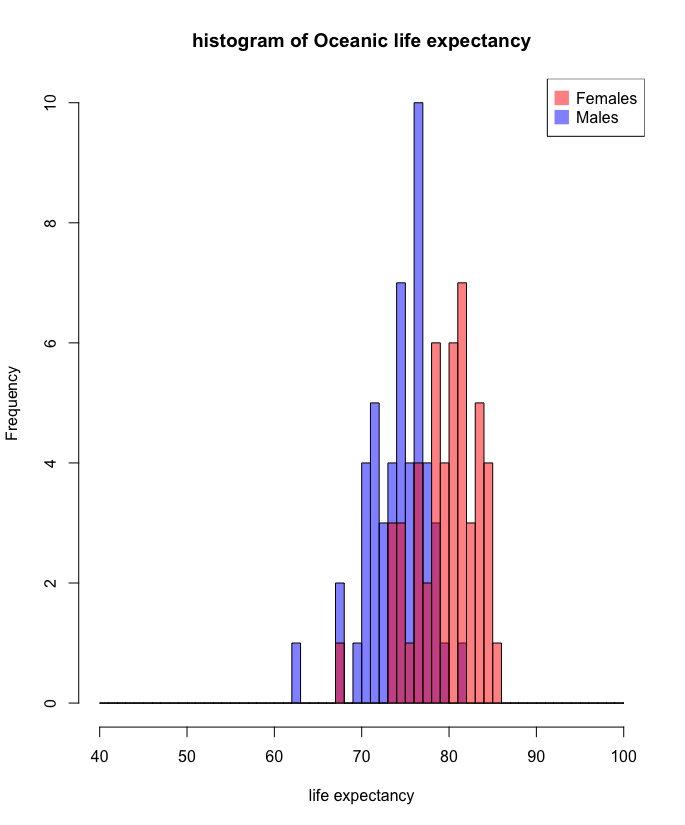 histogram of Oceanic life expectancy
Females
Males
Frequency
10
8
6
4
2
0
40 50 60 70 80 90 100
life expectancy